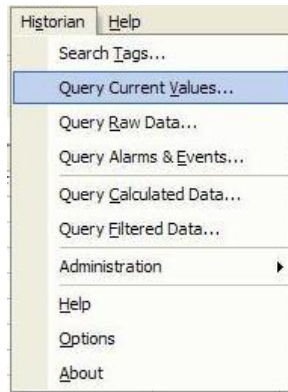 Historian Help
Search Tags...
Query Current Values...
Query Raw Data...
Query Alarms & Events...
Query Calculated Data...
Query Filtered Data...
Administration
Help
Options
About